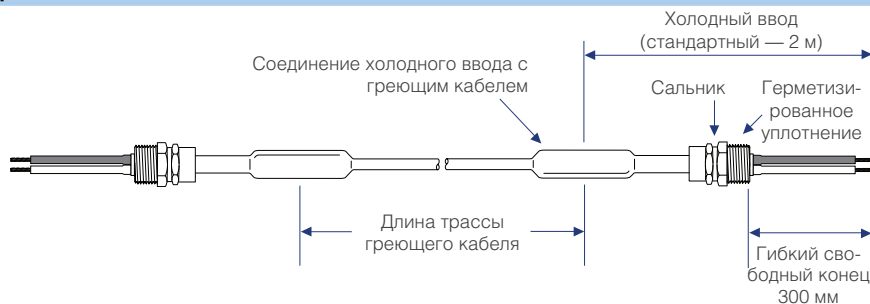 Холодный ввод
(стандартный — 2 м)
Соединение холодного ввода с
греющим кабелем
Сальник
Герметизи-
рованное
уплотнение
Длина трассы
греющего кабеля
Гибкий сво-
бодный конец
300 мм